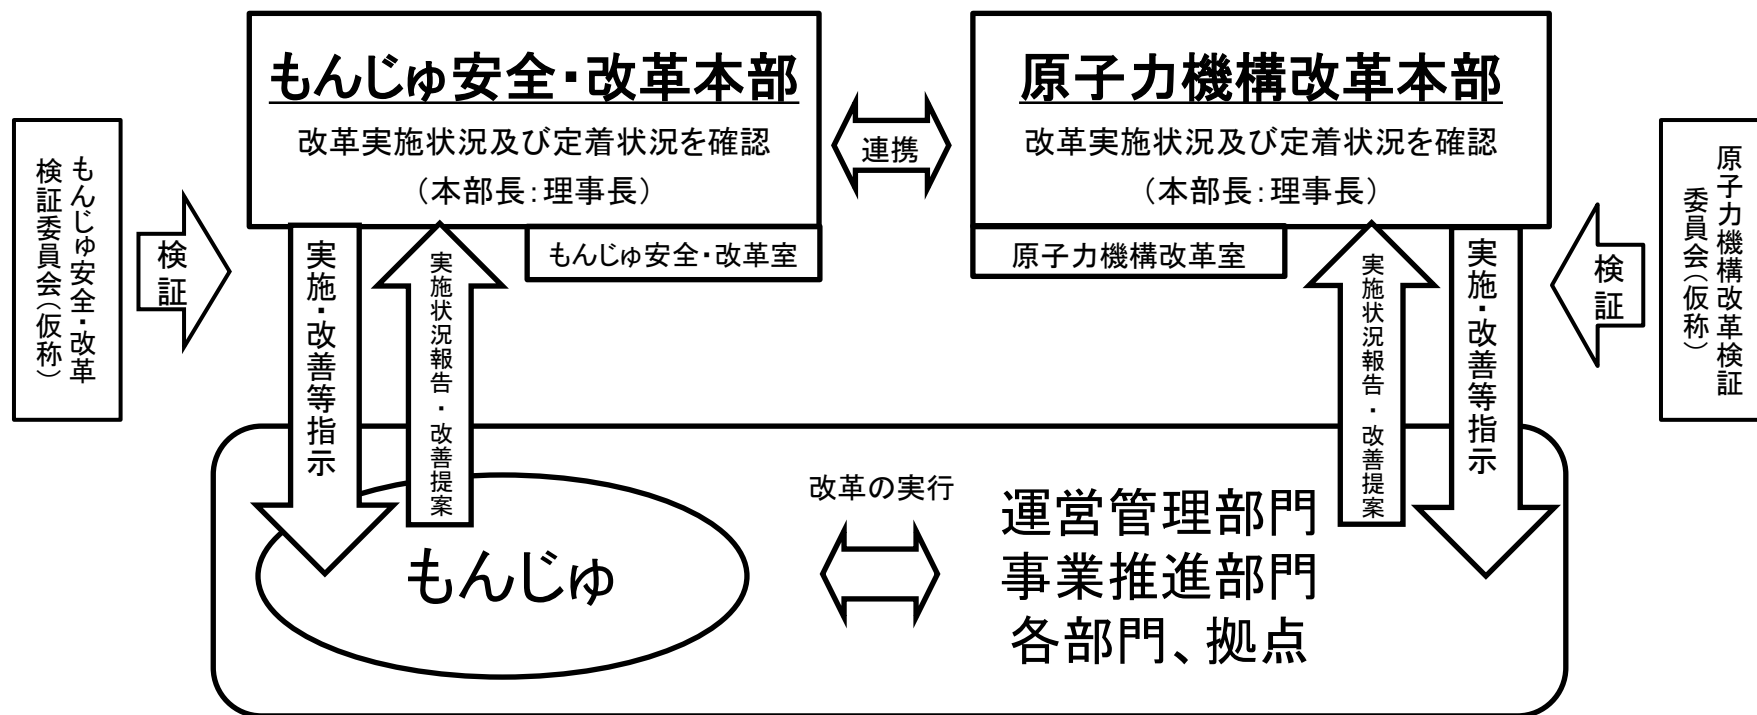 もんじゅ安全・改革本部
改革実施状況及び定着状況を確認
（本部長：理事長）
もんじゅ安全・改革室
連携
原子力機構改革本部
改革実施状況及び定着状況を確認
（本部長：理事長）
原子力機構改革室
もんじゅ安全・改革
検証委員会（仮称）
検証
実施・改善等指示
実施状況報告・改善提案
実施状況報告・改善提案
実施・改善等指示
検証
原子力機構改革検証
委員会（仮称）
もんじゅ
改革の実行
運営管理部門
事業推進部門
各部門、拠点